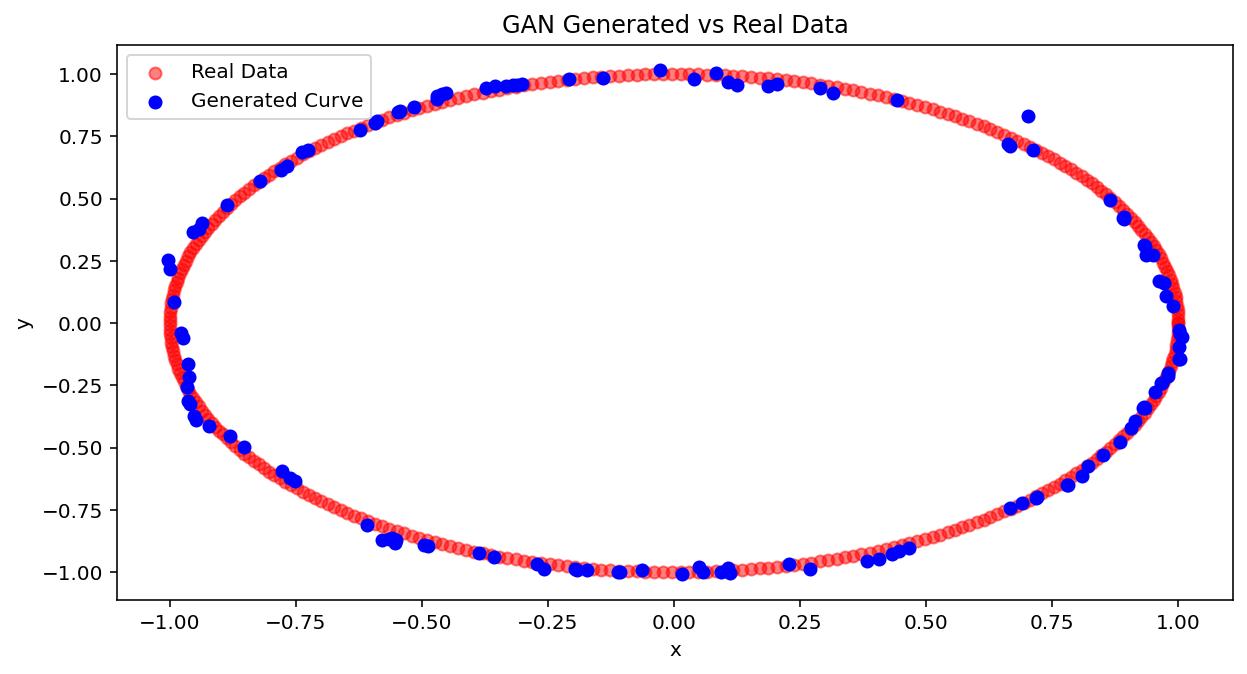 GAN Generated vs Real Data
Real Data
Generated Curve
1.00
0.75
0.50
0.25
0.00
−0.25
−0.50
−0.75
−1.00
y
−1.00 −0.75 −0.50 −0.25 0.00 0.25 0.50 0.75 1.00
x